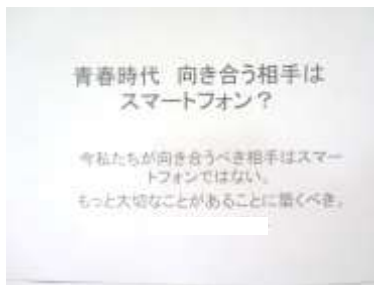 青春時代 向き合う相手は
スマートフォン？
今私たちが向き合うべき相手はスマー
トフォンではない。
もっと大切なことがあることに築くべき。